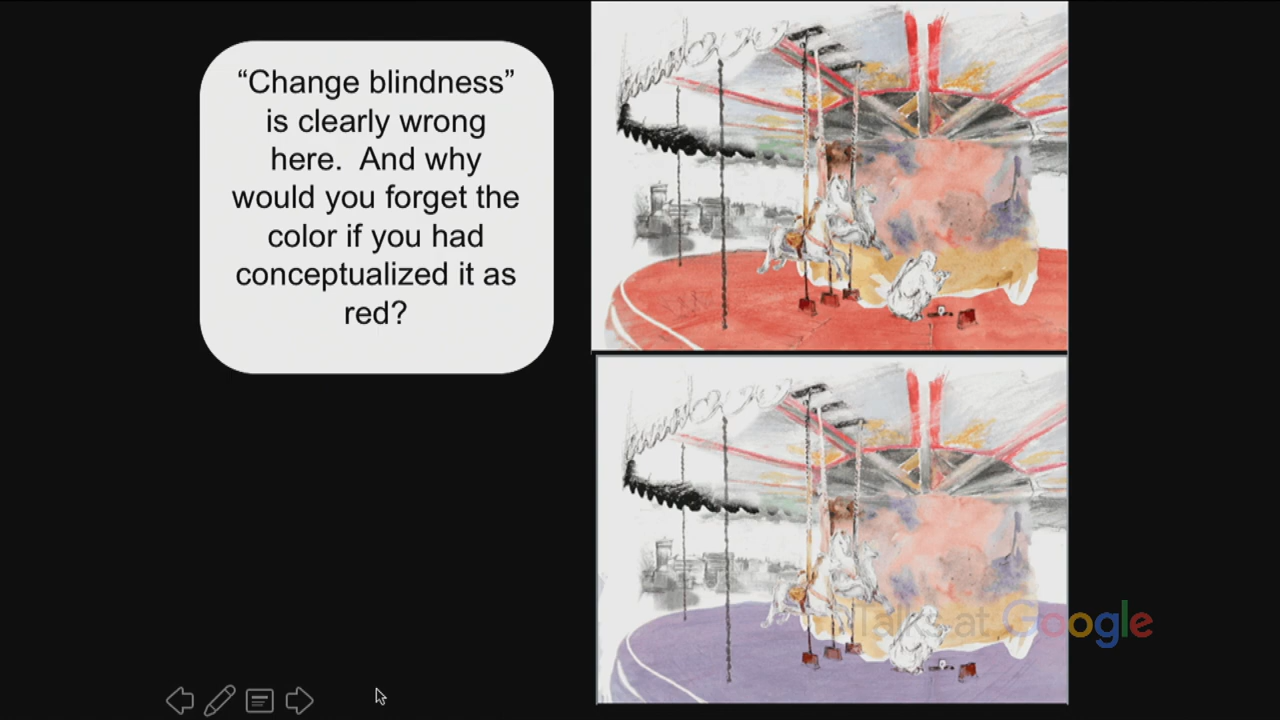 “Change blindness”
is clearly wrong
here.  And why
would you forget the
color if you had
conceptualized it as
red?
Talks at Google